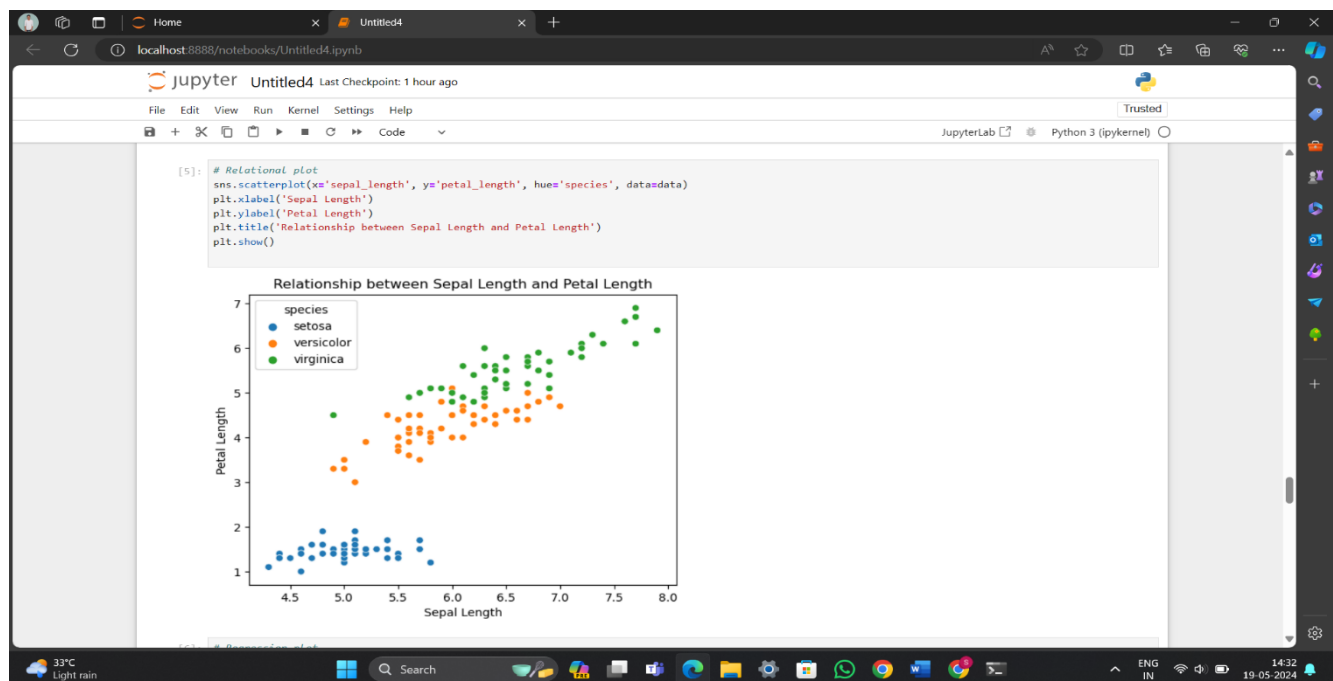 Home
Untitled4
localhost:8888/notebooks/Untitled4.ipynb
jupyter Untitled4 Last Checkpoint: 1 hour ago
File Edit View Run Kernel Settings Help
Trusted
Code
JupyterLab
Python 3 (ipykernel)
[5]:
# Relational plot
sns.scatterplot(x='sepal_length', y='petal_length', hue='species', data=data)
plt.xlabel('Sepal Length')
plt.ylabel('Petal Length')
plt.title('Relationship between Sepal Length and Petal Length')
plt.show()
Relationship between Sepal Length and Petal Length
species
setosa
versicolor
virginica
7
6
5
4
3
2
1
Petal Length
4.5 5.0 5.5 6.0 6.5 7.0 7.5 8.0
Sepal Length
[6]: # Regression plot
33°C
Light rain
Search
ENG
IN
14:32
19-05-2024